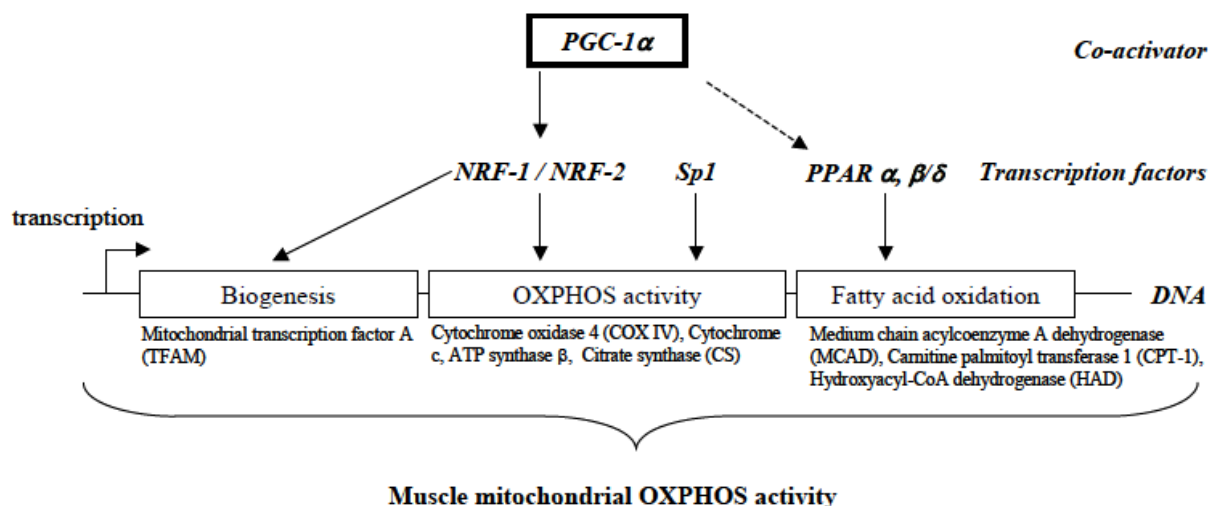 PGC-1α
Co-activator
NRF-1 / NRF-2 Sp1 PPAR α, β/δ Transcription factors
transcription
Biogenesis OXPHOS activity Fatty acid oxidation DNA
Mitochondrial transcription factor A
(TFAM)
Cytochrome oxidase 4 (COX IV), Cytochrome
c, ATP synthase β, Citrate synthase (CS)
Medium chain acylcoenzyme A dehydrogenase
(MCAD), Carnitine palmitoyl transferase 1 (CPT-1),
Hydroxyacyl-CoA dehydrogenase (HAD)
Muscle mitochondrial OXPHOS activity